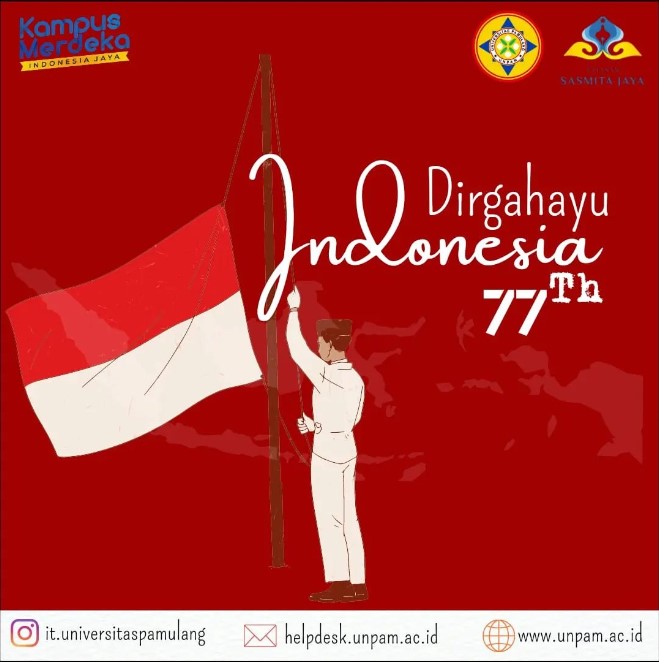 Kampus
Merdeka
INDONESIA JAYA
SASMITA JAYA
Dirgahayu
Indonesia
77Th
it.universitaspamulang
helpdesk.unpam.ac.id
www.unpam.ac.id